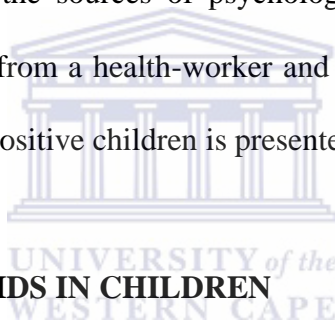 the sources of psycholog
from a health-worker and
ositive children is presente
UNIVERSITY of the
IDS IN CHILDREN
WESTERN CAPE